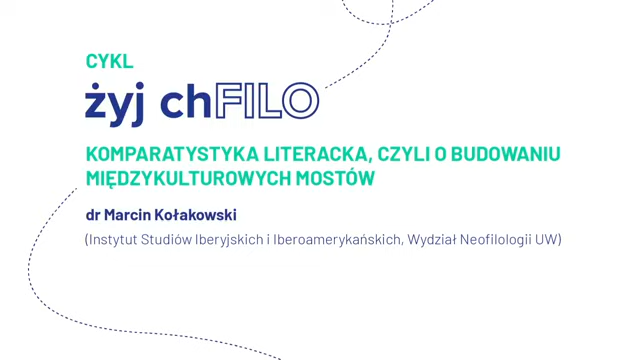 CYKL
żyj chFILO
KOMPARATYSTYKA LITERACKA, CZYLI O BUDOWANIU
MIĘDZYKULTUROWYCH MOSTÓW
dr Marcin Kołakowski
(Instytut Studiów Iberyjskich i Iberoamerykańskich, Wydział Neofilologii UW)